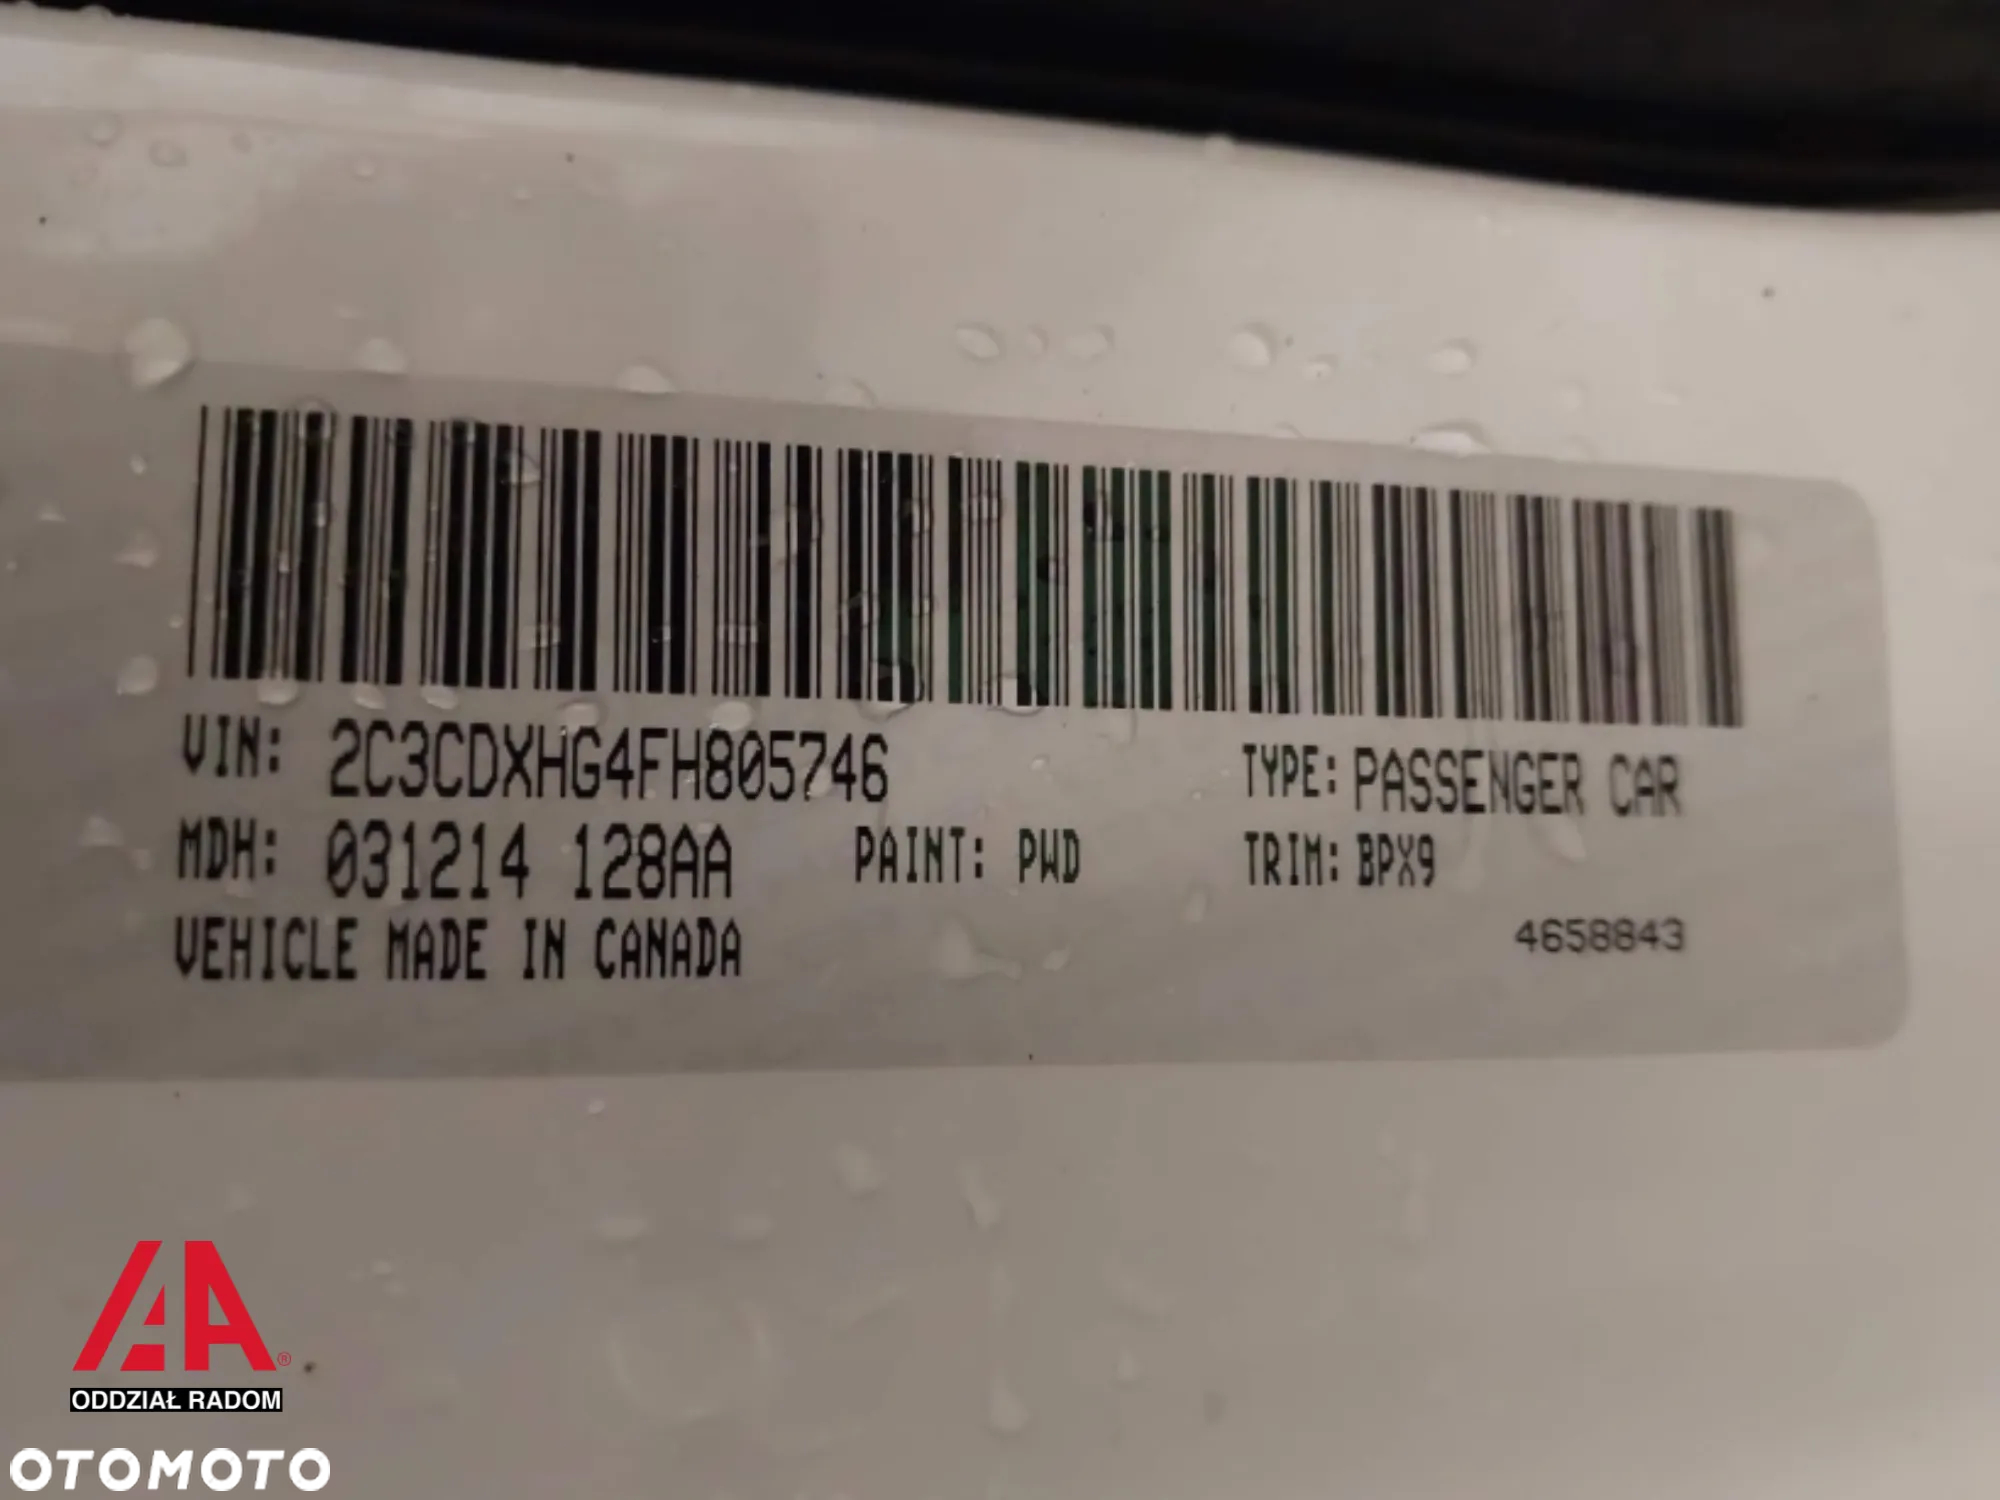 VIN: 2C3CDXHG4FH805746 TYPE: PASSENGER CAR
MDH: 031214 128AA PAINT: PWD TRIM: BPX9
VEHICLE MADE IN CANADA 4658843
AA®
ODDZIAŁ RADOM
OTOMOTO